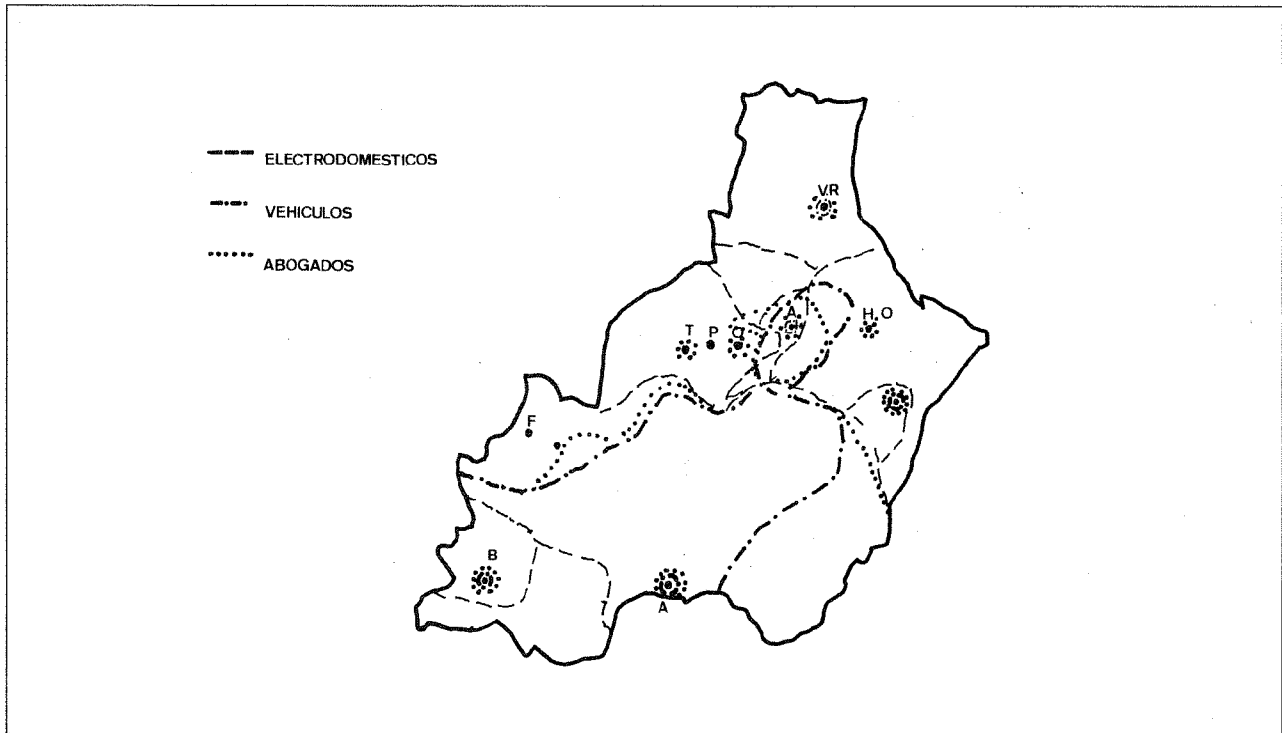 ELECTRODOMESTICOS
VEHICULOS
ABOGADOS
V.R
A
H.O
T P C
F
B
A